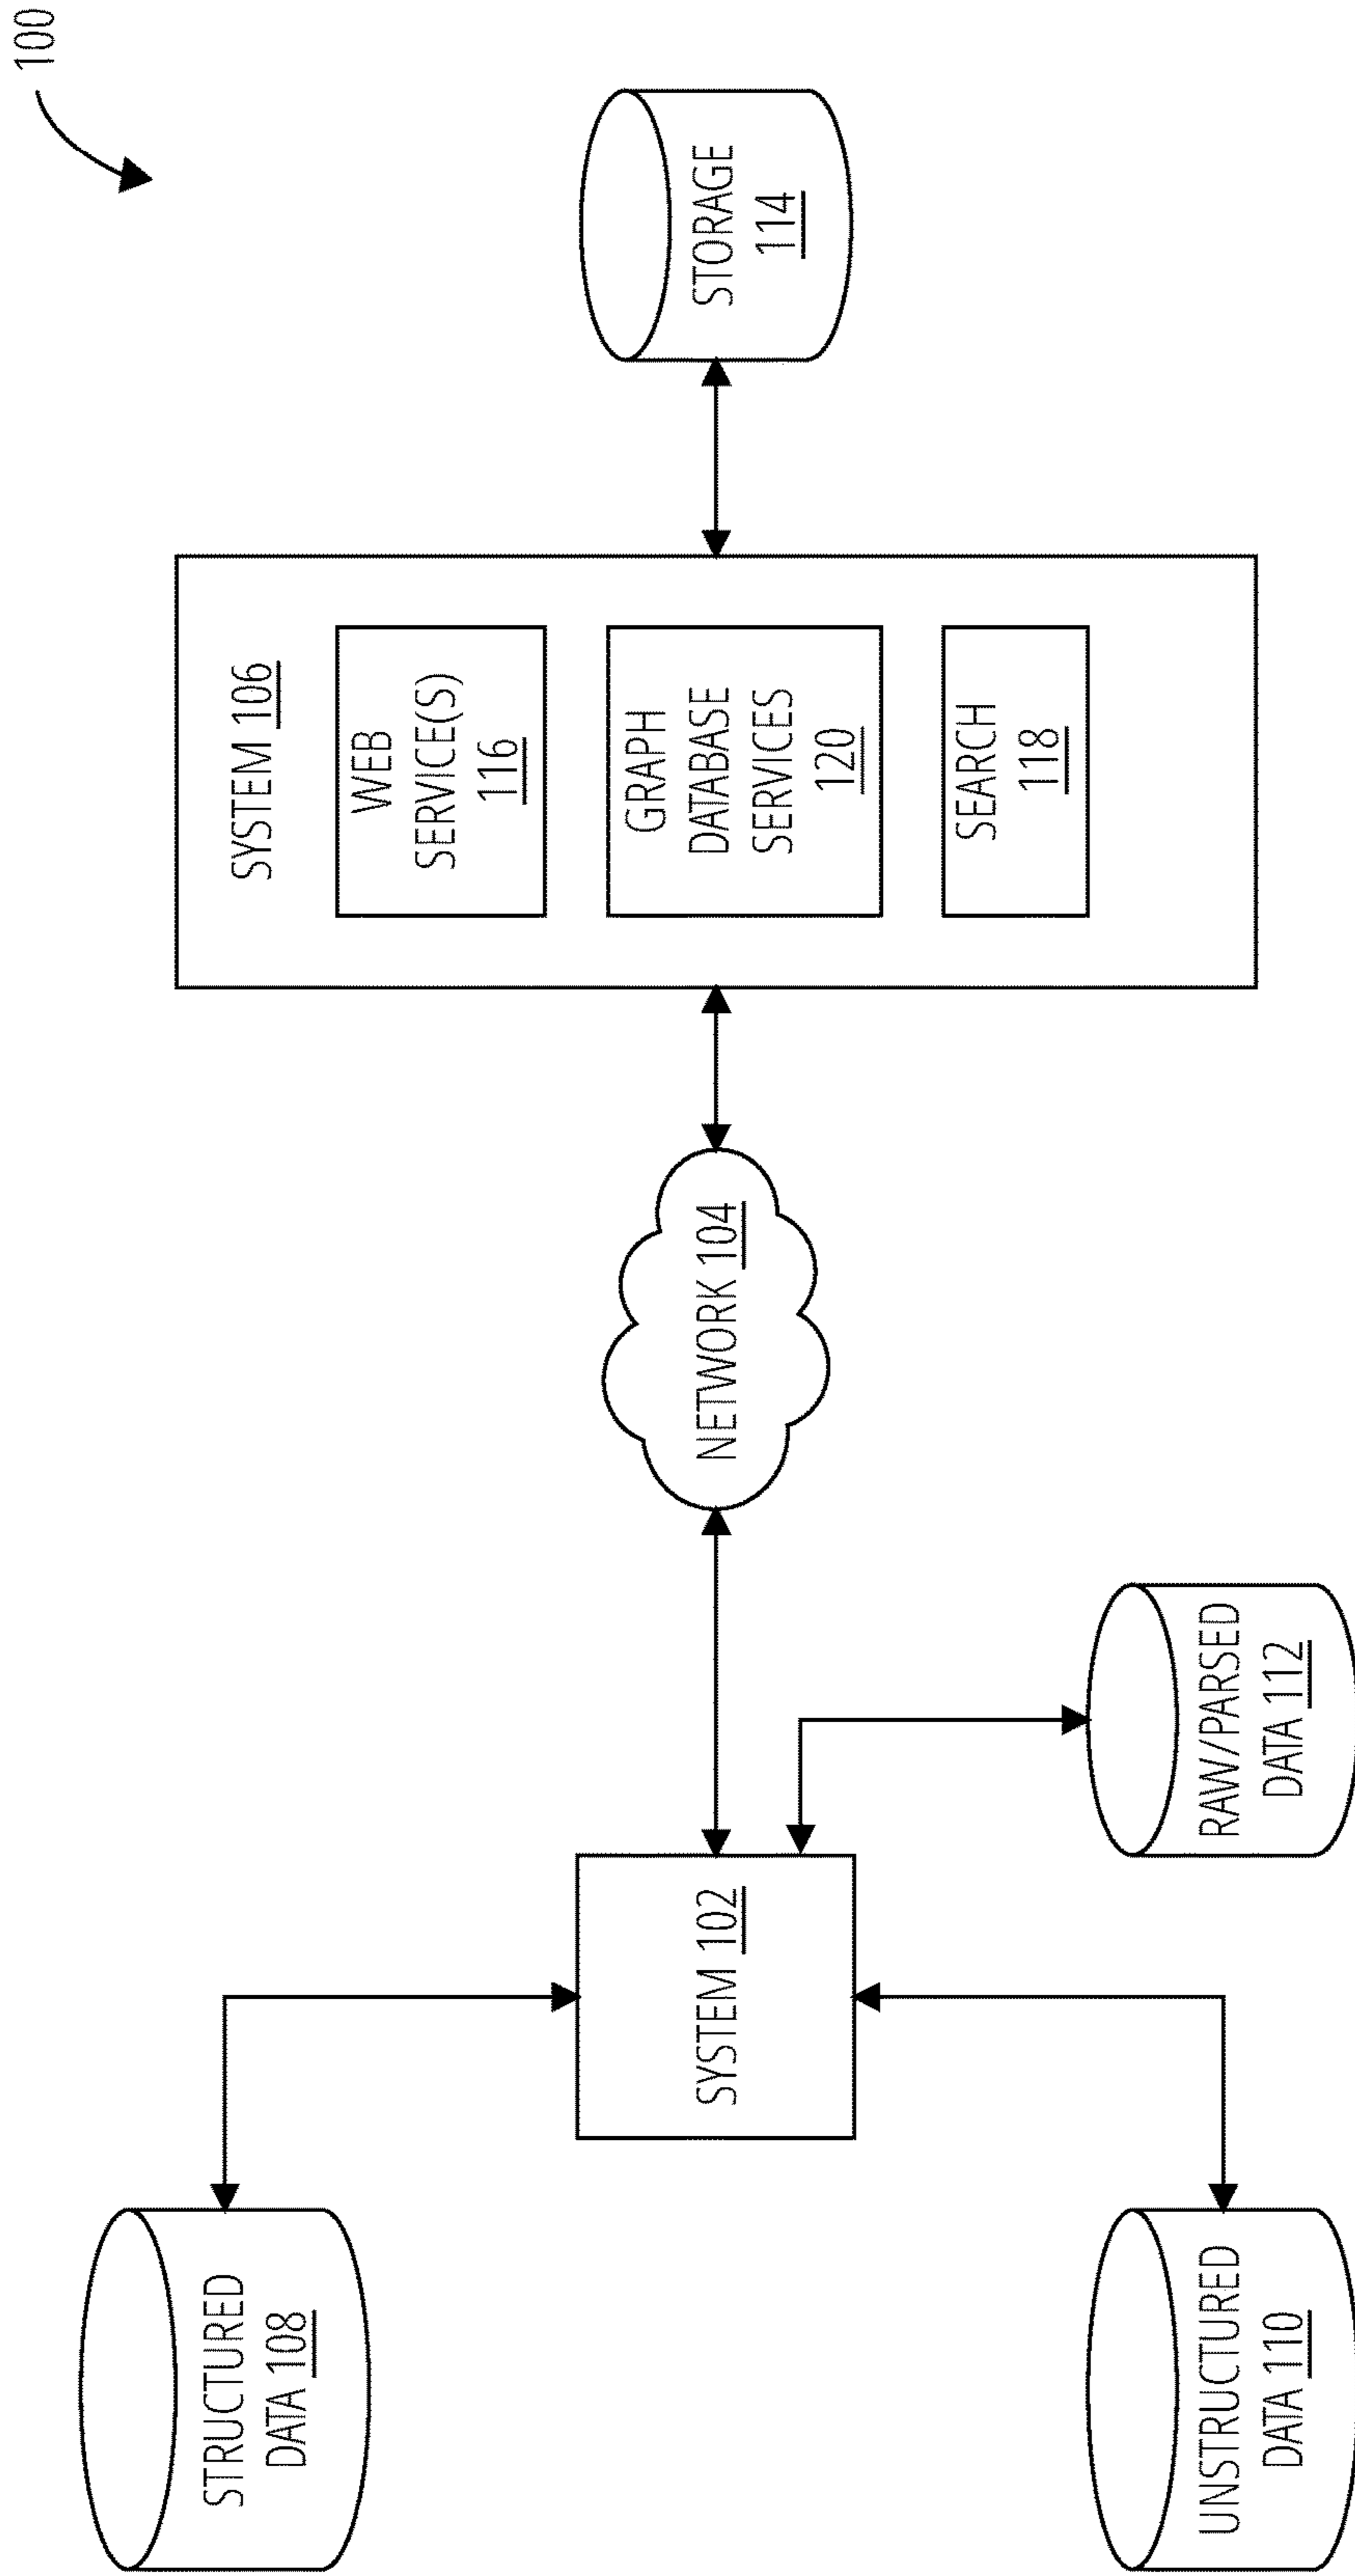 100
STRUCTURED
DATA 108
UNSTRUCTURED
DATA 110
SYSTEM 102
RAW/PARSED
DATA 112
NETWORK 104
SYSTEM 106
WEB
SERVICE(S)
116
GRAPH
DATABASE
SERVICES
120
SEARCH
118
STORAGE
114